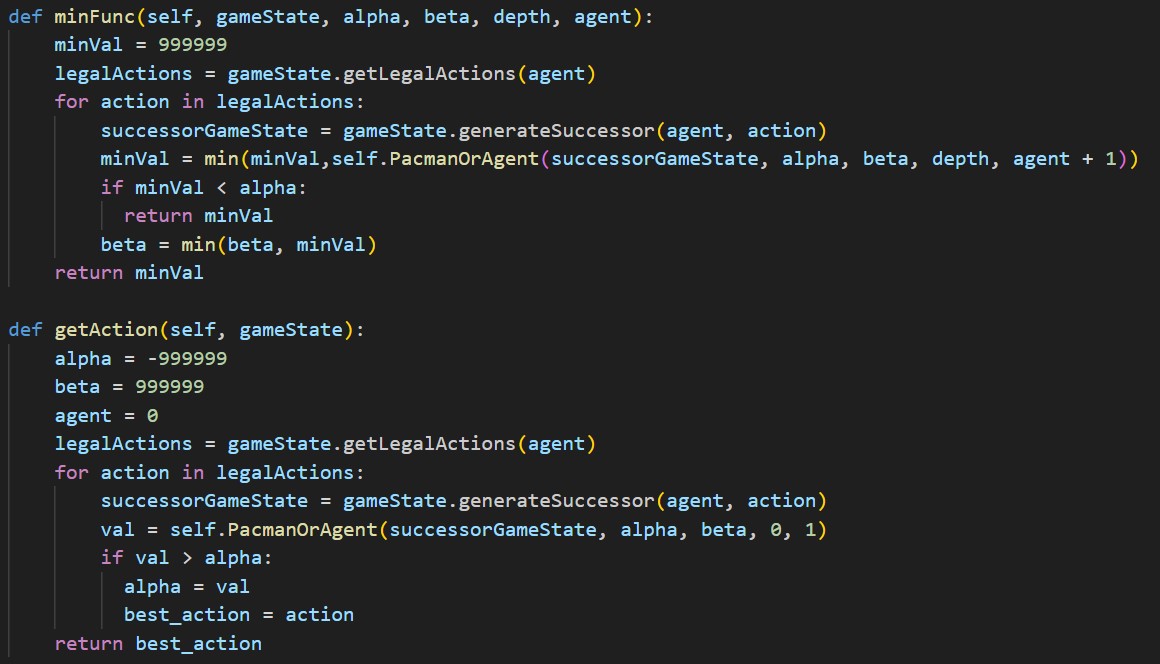 def minFunc(self, gameState, alpha, beta, depth, agent):
    minVal = 999999
    legalActions = gameState.getLegalActions(agent)
    for action in legalActions:
        successorGameState = gameState.generateSuccessor(agent, action)
        minVal = min(minVal,self.PacmanOrAgent(successorGameState, alpha, beta, depth, agent + 1))
        if minVal < alpha:
          return minVal
        beta = min(beta, minVal)
    return minVal

def getAction(self, gameState):
    alpha = -999999
    beta = 999999
    agent = 0
    legalActions = gameState.getLegalActions(agent)
    for action in legalActions:
        successorGameState = gameState.generateSuccessor(agent, action)
        val = self.PacmanOrAgent(successorGameState, alpha, beta, 0, 1)
        if val > alpha:
          alpha = val
          best_action = action
    return best_action